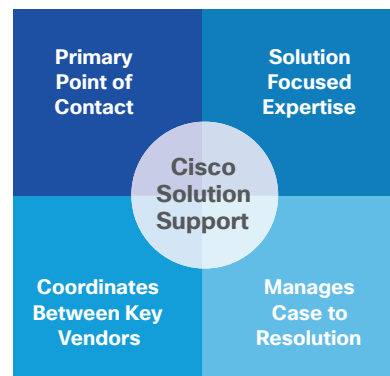 Primary
Point of
Contact
Solution
Focused
Expertise
Cisco
Solution
Support
Coordinates
Between Key
Vendors
Manages
Case to
Resolution